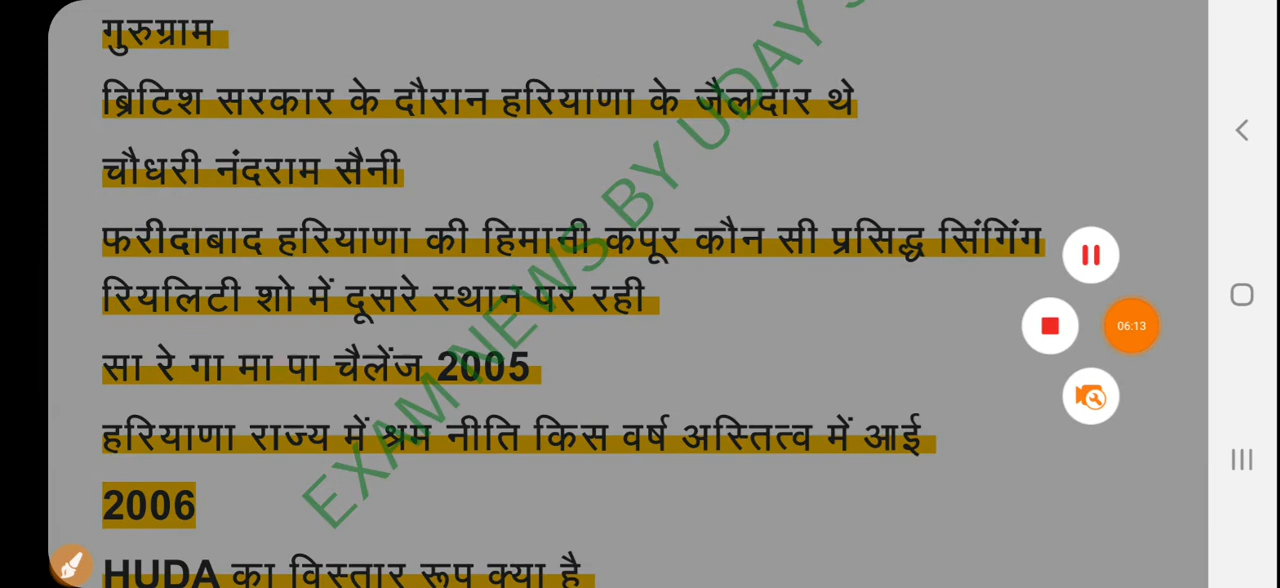 गुरुग्राम
ब्रिटिश सरकार के दौरान हरियाणा के जैलदार थे
चौधरी नंदराम सैनी
फरीदाबाद हरियाणा की हिमानी कपूर कौन सी प्रसिद्ध सिंगिंग
रियलिटी शो में दूसरे स्थान पर रही
सा रे गा मा पा चैलेंज 2005
हरियाणा राज्य में श्रम नीति किस वर्ष अस्तित्व में आई
2006
HUDA का विस्तार रूप क्या है
EXAM NEWS BY UDAY
06:13